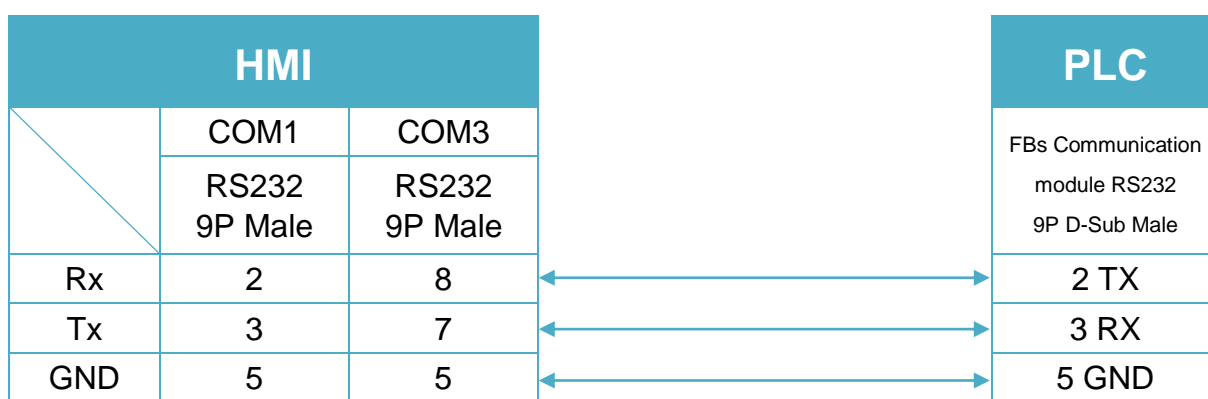 HMI PLC
COM1 COM3
FBs Communication
module RS232
9P D-Sub Male
RS232 RS232
9P Male 9P Male
Rx 2 8 2 TX
Tx 3 7 3 RX
GND 5 5 5 GND